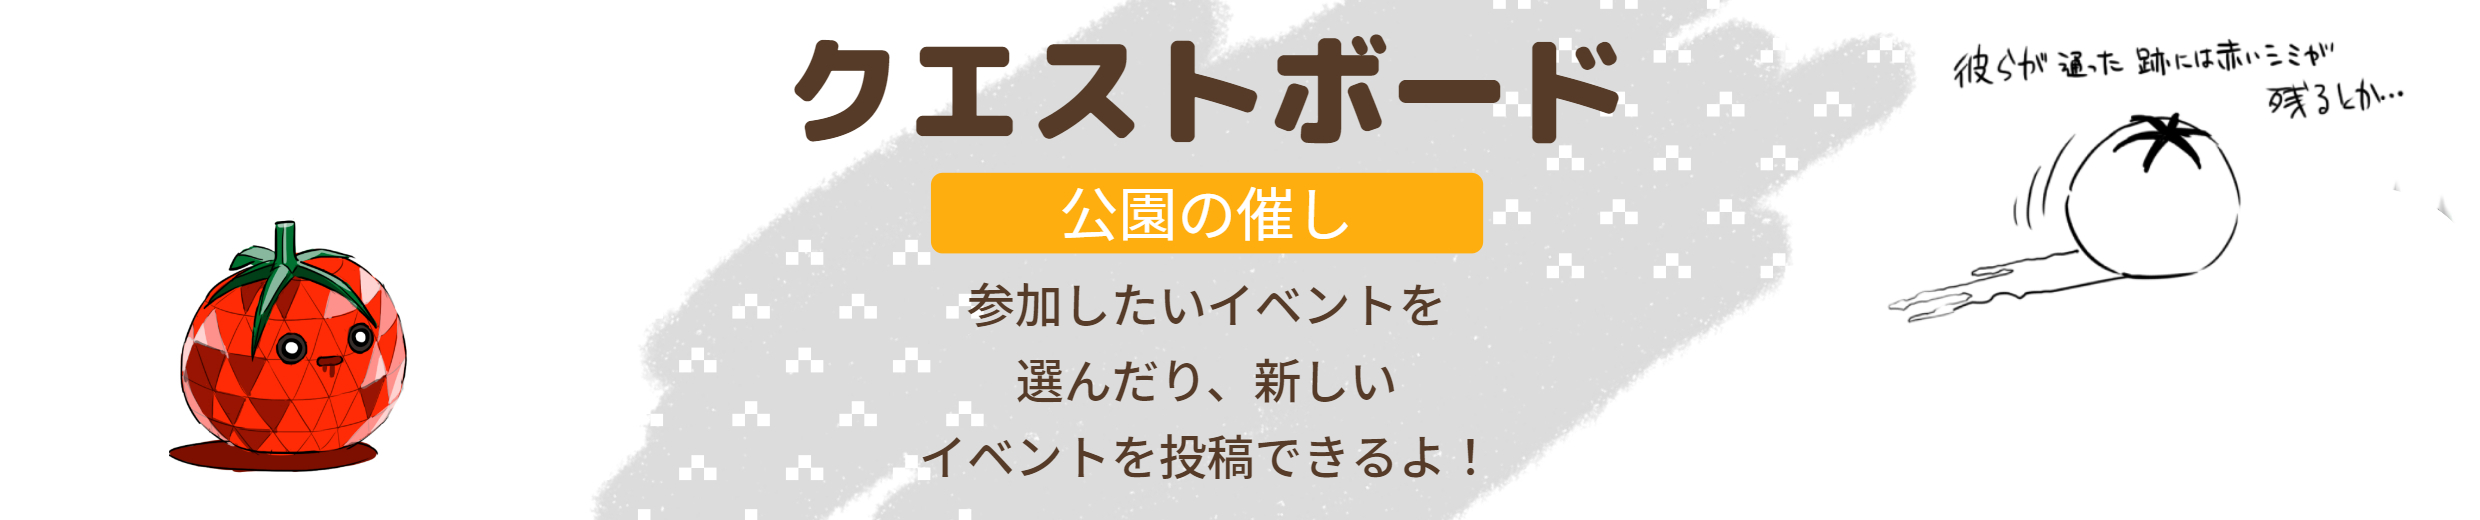 クエストボード
公園の催し
参加したいイベントを
選んだり、新しい
イベントを投稿できるよ！
彼らが通った跡には赤いシミが
残るとか…